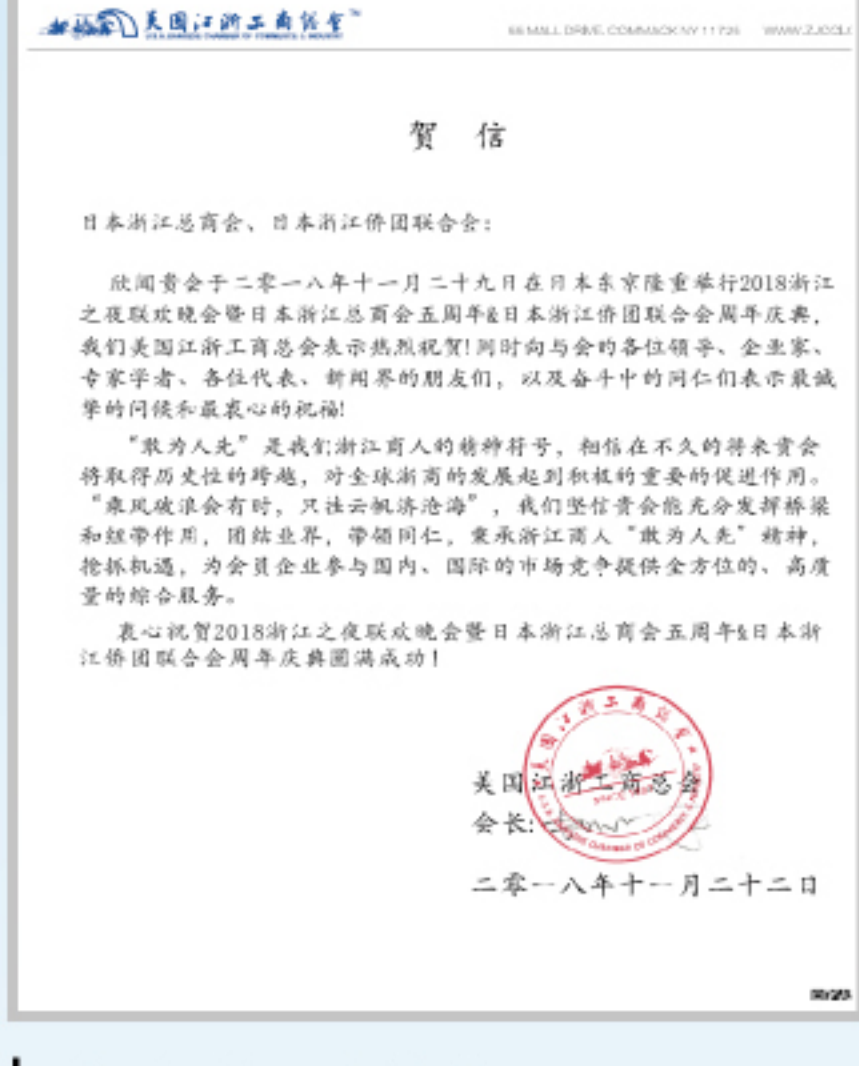 美国江浙工商总會™
66 MALL DRIVE, COMMACK NY 11725 WWW.ZJCCI.
贺 信
日本浙江总商会、日本浙江侨团联合会：
欣闻贵会于二零一八年十一月二十九日在日本东京隆重举行2018浙江
之夜联欢晚会暨日本浙江总商会五周年&日本浙江侨团联合会周年庆典，
我们美国江浙工商总会表示热烈祝贺!同时向与会的各位领导、企业家、
专家学者、各位代表、新闻界的朋友们，以及奋斗中的同仁们表示最诚
挚的问候和最衷心的祝福!
“敢为人先”是我们浙江商人的精神符号，相信在不久的将来贵会
将取得历史性的跨越，对全球浙商的发展起到积极的重要的促进作用。
“乘风破浪会有时，只挂云帆济沧海”，我们坚信贵会能充分发挥桥梁
和纽带作用，团结业界，带领同仁，秉承浙江商人“敢为人先”精神，
抢抓机遇，为会员企业参与国内、国际的市场竞争提供全方位的、高质
量的综合服务。
衷心祝贺2018浙江之夜联欢晚会暨日本浙江总商会五周年&日本浙
江侨团联合会周年庆典圆满成功！
美国江浙工商总会
会长:
二零一八年十一月二十二日